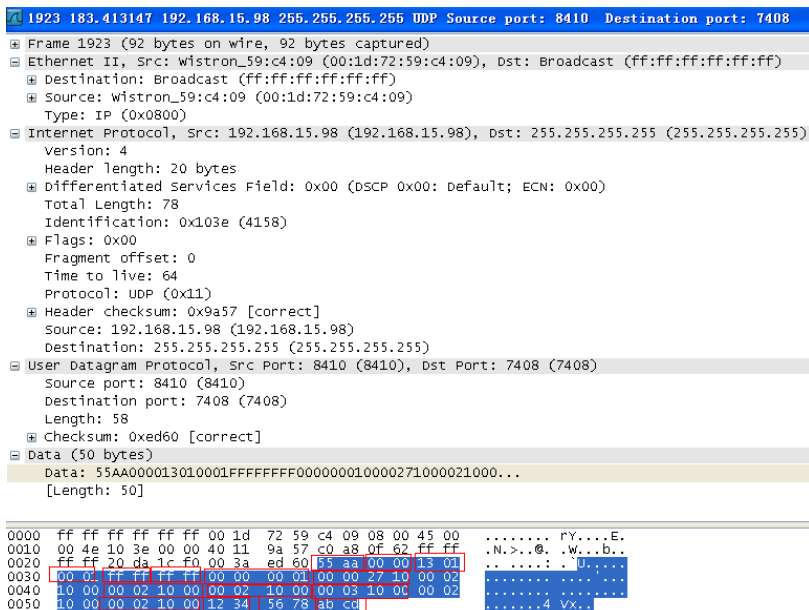 1923 183.413147 192.168.15.98 255.255.255.255 UDP Source port: 8410 Destination port: 7408
Frame 1923 (92 bytes on wire, 92 bytes captured)
Ethernet II, Src: Wistron_59:c4:09 (00:1d:72:59:c4:09), Dst: Broadcast (ff:ff:ff:ff:ff:ff)
Destination: Broadcast (ff:ff:ff:ff:ff:ff)
Source: Wistron_59:c4:09 (00:1d:72:59:c4:09)
Type: IP (0x0800)
Internet Protocol, Src: 192.168.15.98 (192.168.15.98), Dst: 255.255.255.255 (255.255.255.255)
Version: 4
Header length: 20 bytes
Differentiated Services Field: 0x00 (DSCP 0x00: Default; ECN: 0x00)
Total Length: 78
Identification: 0x103e (4158)
Flags: 0x00
Fragment offset: 0
Time to live: 64
Protocol: UDP (0x11)
Header checksum: 0x9a57 [correct]
Source: 192.168.15.98 (192.168.15.98)
Destination: 255.255.255.255 (255.255.255.255)
User Datagram Protocol, Src Port: 8410 (8410), Dst Port: 7408 (7408)
Source port: 8410 (8410)
Destination port: 7408 (7408)
Length: 58
Checksum: 0xed60 [correct]
Data (50 bytes)
Data: 55AA000013010001FFFFFFFF000000010000271000021000...
[Length: 50]
0000 ff ff ff ff ff ff 00 1d 72 59 c4 09 08 00 45 00 ........ rY....E.
0010 00 4e 10 3e 00 00 40 11 9a 57 c0 a8 0f 62 ff ff .N.>..@. .W...b..
0020 ff ff 20 da 1c f0 00 3a ed 60 55 aa 00 00 13 01 .. ....: .`U.....
0030 00 01 ff ff ff ff 00 00 00 01 00 00 27 10 00 02 ........ ....'...
0040 10 00 00 02 10 00 00 02 10 00 00 03 10 00 00 02 ........ ........
0050 10 00 00 02 10 00 12 34 56 78 ab cd .......4 Vx..